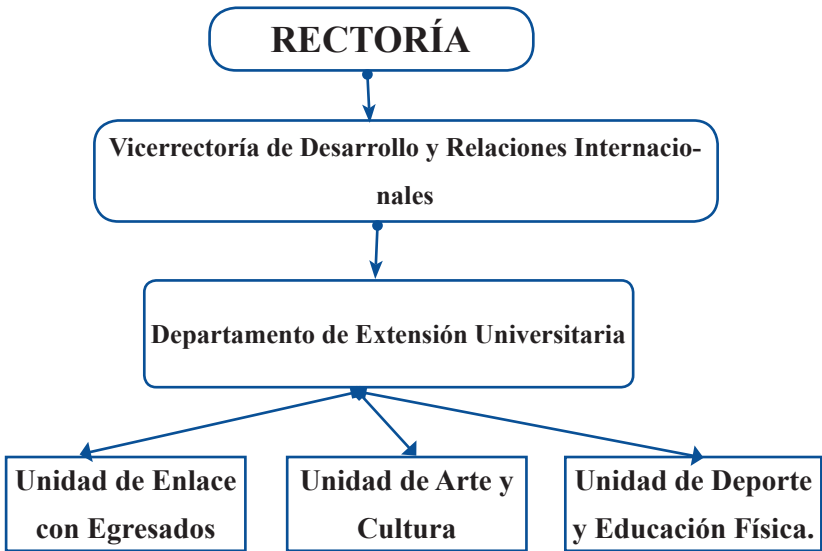 RECTORÍA
Vicerrectoría de Desarrollo y Relaciones Internacio-
nales
Departamento de Extensión Universitaria
Unidad de Enlace
con Egresados
Unidad de Arte y
Cultura
Unidad de Deporte
y Educación Física.